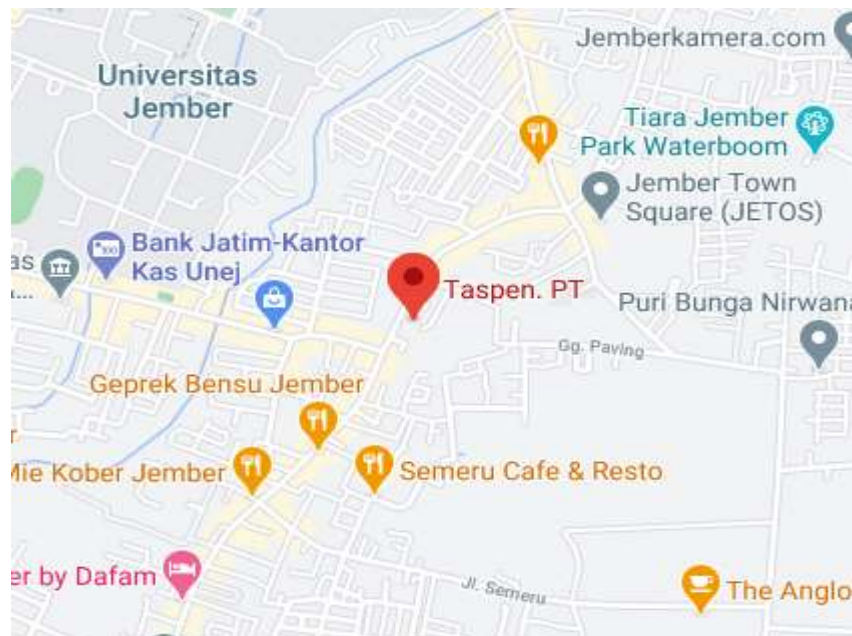 Jemberkamera.com
Universitas
Jember
Tiara Jember
Park Waterboom
Jember Town
Square (JETOS)
as
...
Bank Jatim-Kantor
Kas Unej
Taspen. PT
Puri Bunga Nirwana
Gg. Paving
Geprek Bensu Jember
r
Mie Kober Jember
Semeru Cafe & Resto
er by Dafam
Jl. Semeru
The Anglo